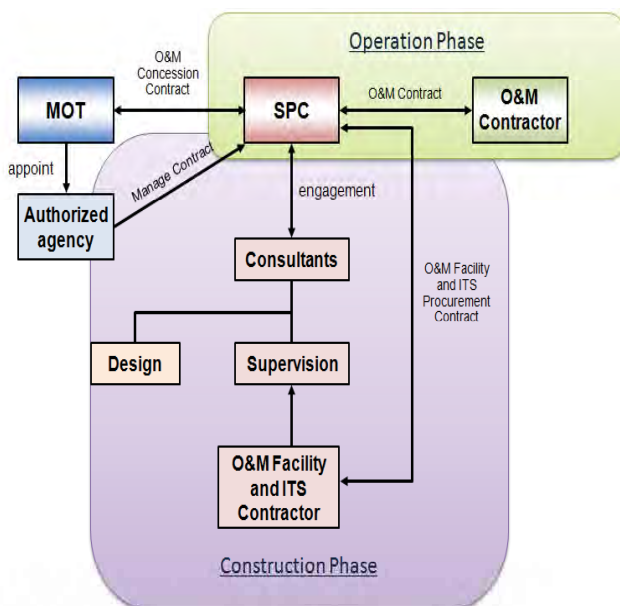 Operation Phase
O&M
Concession
Contract
MOT
SPC
O&M Contract
O&M
Contractor
appoint
Manage Contract
engagement
Authorized
agency
Consultants
O&M Facility
and ITS
Procurement
Contract
Design
Supervision
O&M Facility
and ITS
Contractor
Construction Phase